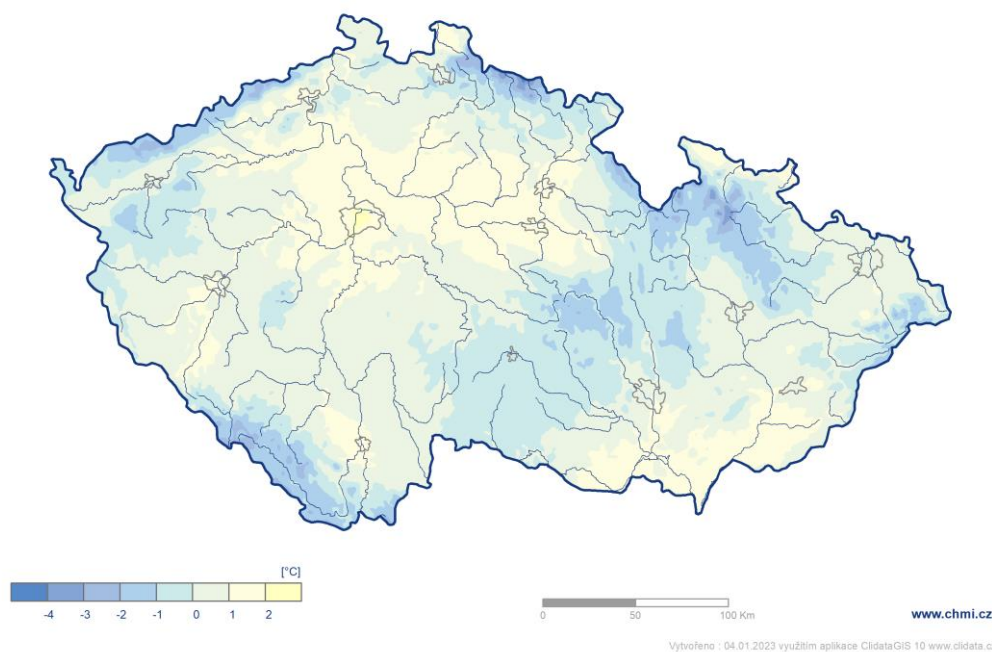 [°C]
-4 -3 -2 -1 0 1 2
0 50 100 Km
www.chmi.cz
Vytvořeno : 04.01.2023 využitím aplikace ClidataGIS 10 www.clidata.c